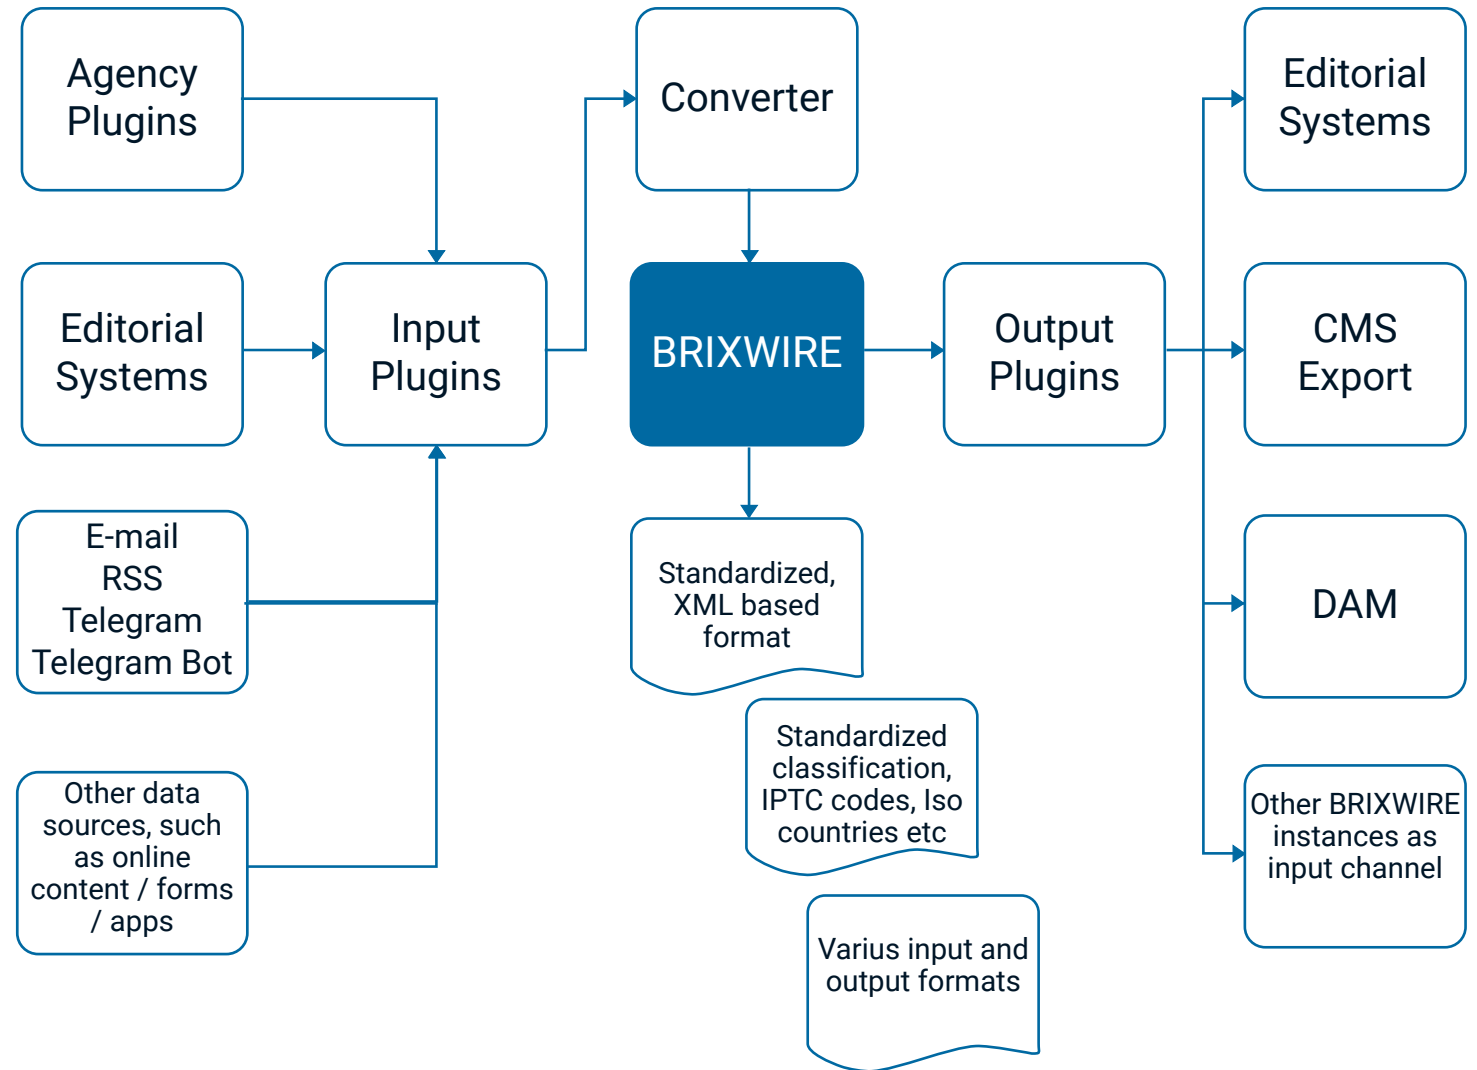 Agency
Plugins
Converter
Editorial
Systems
Editorial
Systems
Input
Plugins
BRIXWIRE
Output
Plugins
CMS
Export
E-mail
RSS
Telegram
Telegram Bot
Standardized,
XML based
format
DAM
Standardized
classification,
IPTC codes, Iso
countries etc
Other data
sources, such
as online
content / forms
/ apps
Other BRIXWIRE
instances as
input channel
Varius input and
output formats